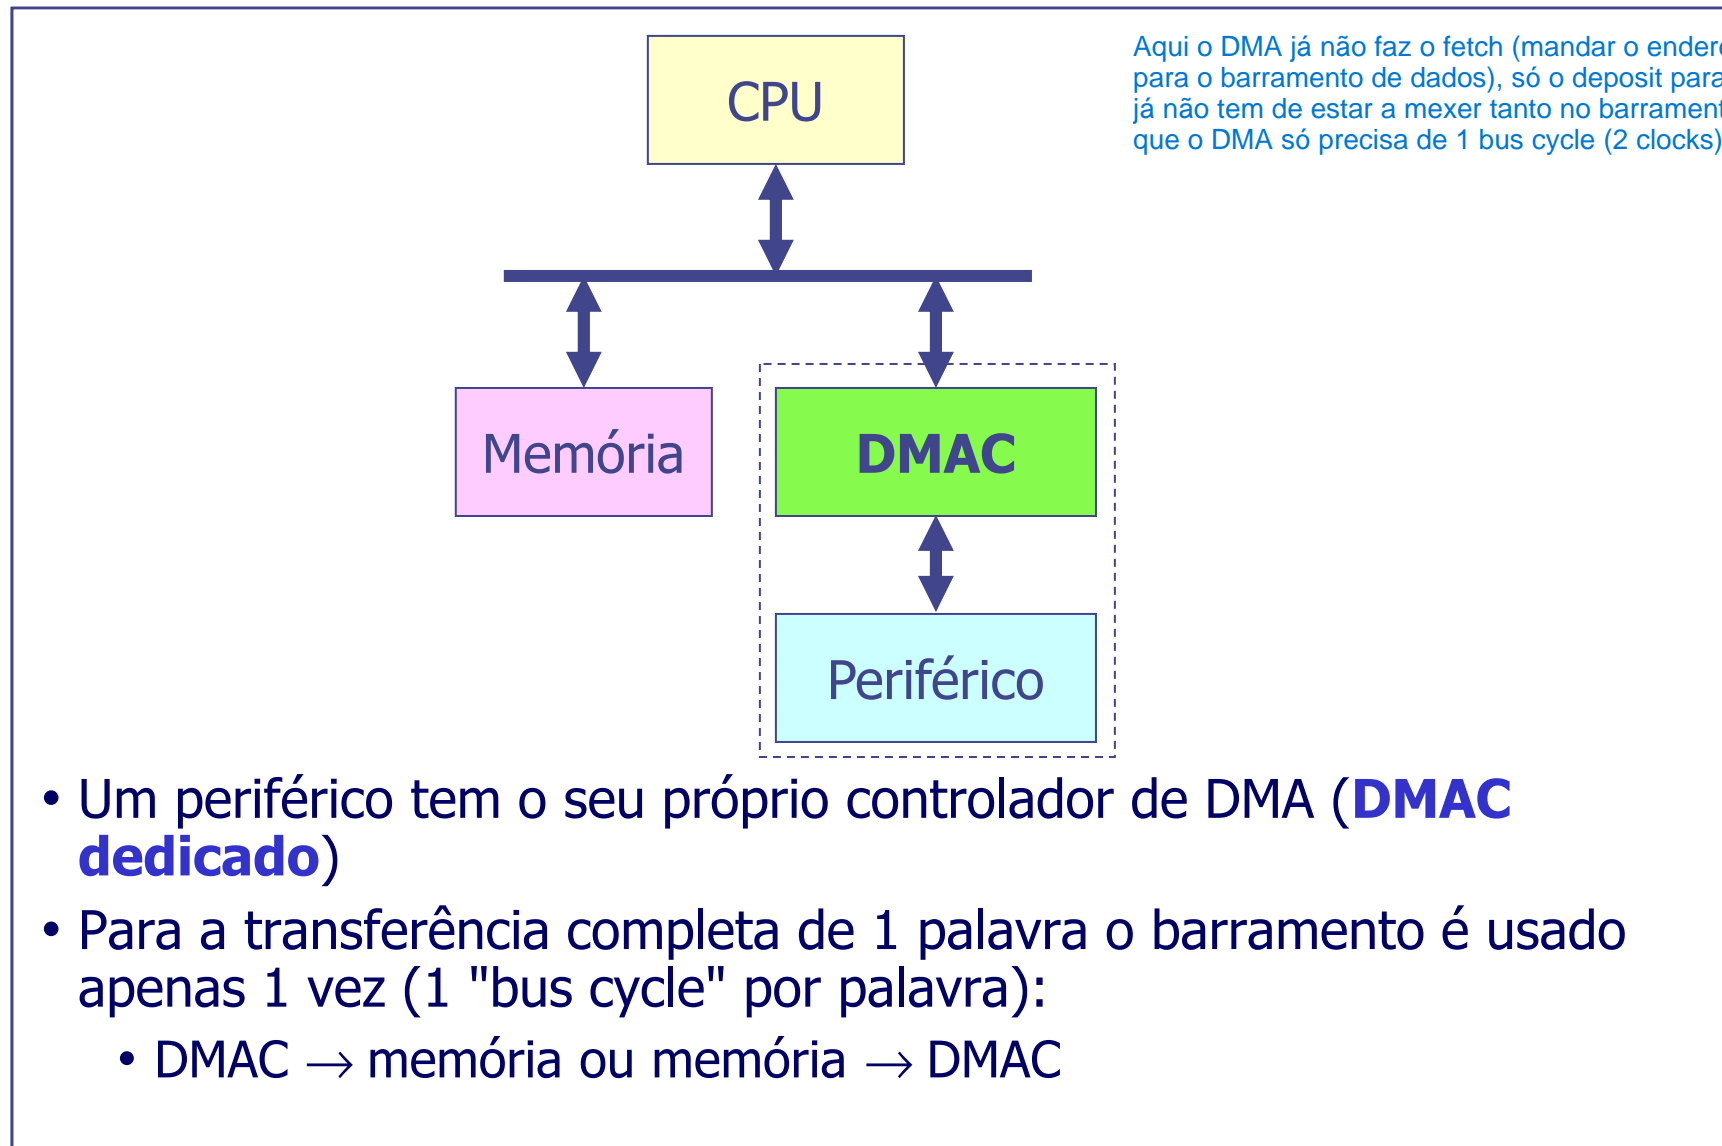 CPU
Aqui o DMA já não faz o fetch (mandar o
para o barramento de dados), só o deposit para
já não tem de estar a mexer tanto no
que o DMA só precisa de 1 bus cycle (2 clocks)
Memória
DMAC
Periférico
• Um periférico tem o seu próprio controlador de DMA (DMAC
dedicado)
• Para a transferência completa de 1 palavra o barramento é usado
apenas 1 vez (1 "bus cycle" por palavra):
• DMAC → memória ou memória → DMAC